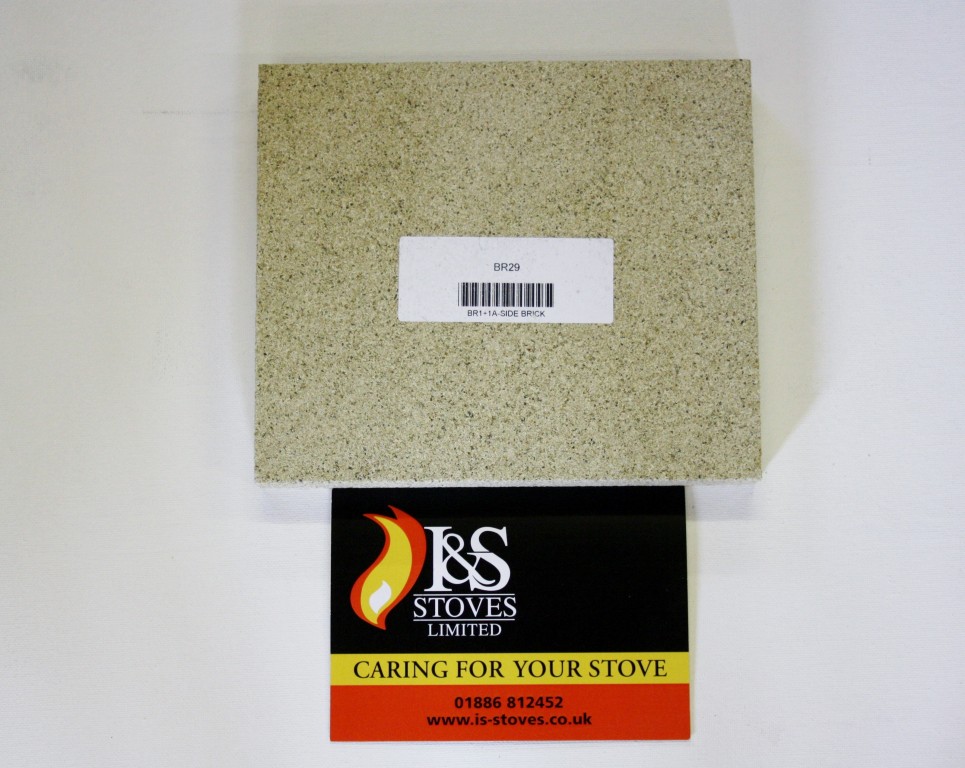 BR29
BR1+1A-SIDE BRICK
I&S
STOVES
LIMITED
CARING FOR YOUR STOVE
01886 812452
www.is-stoves.co.uk